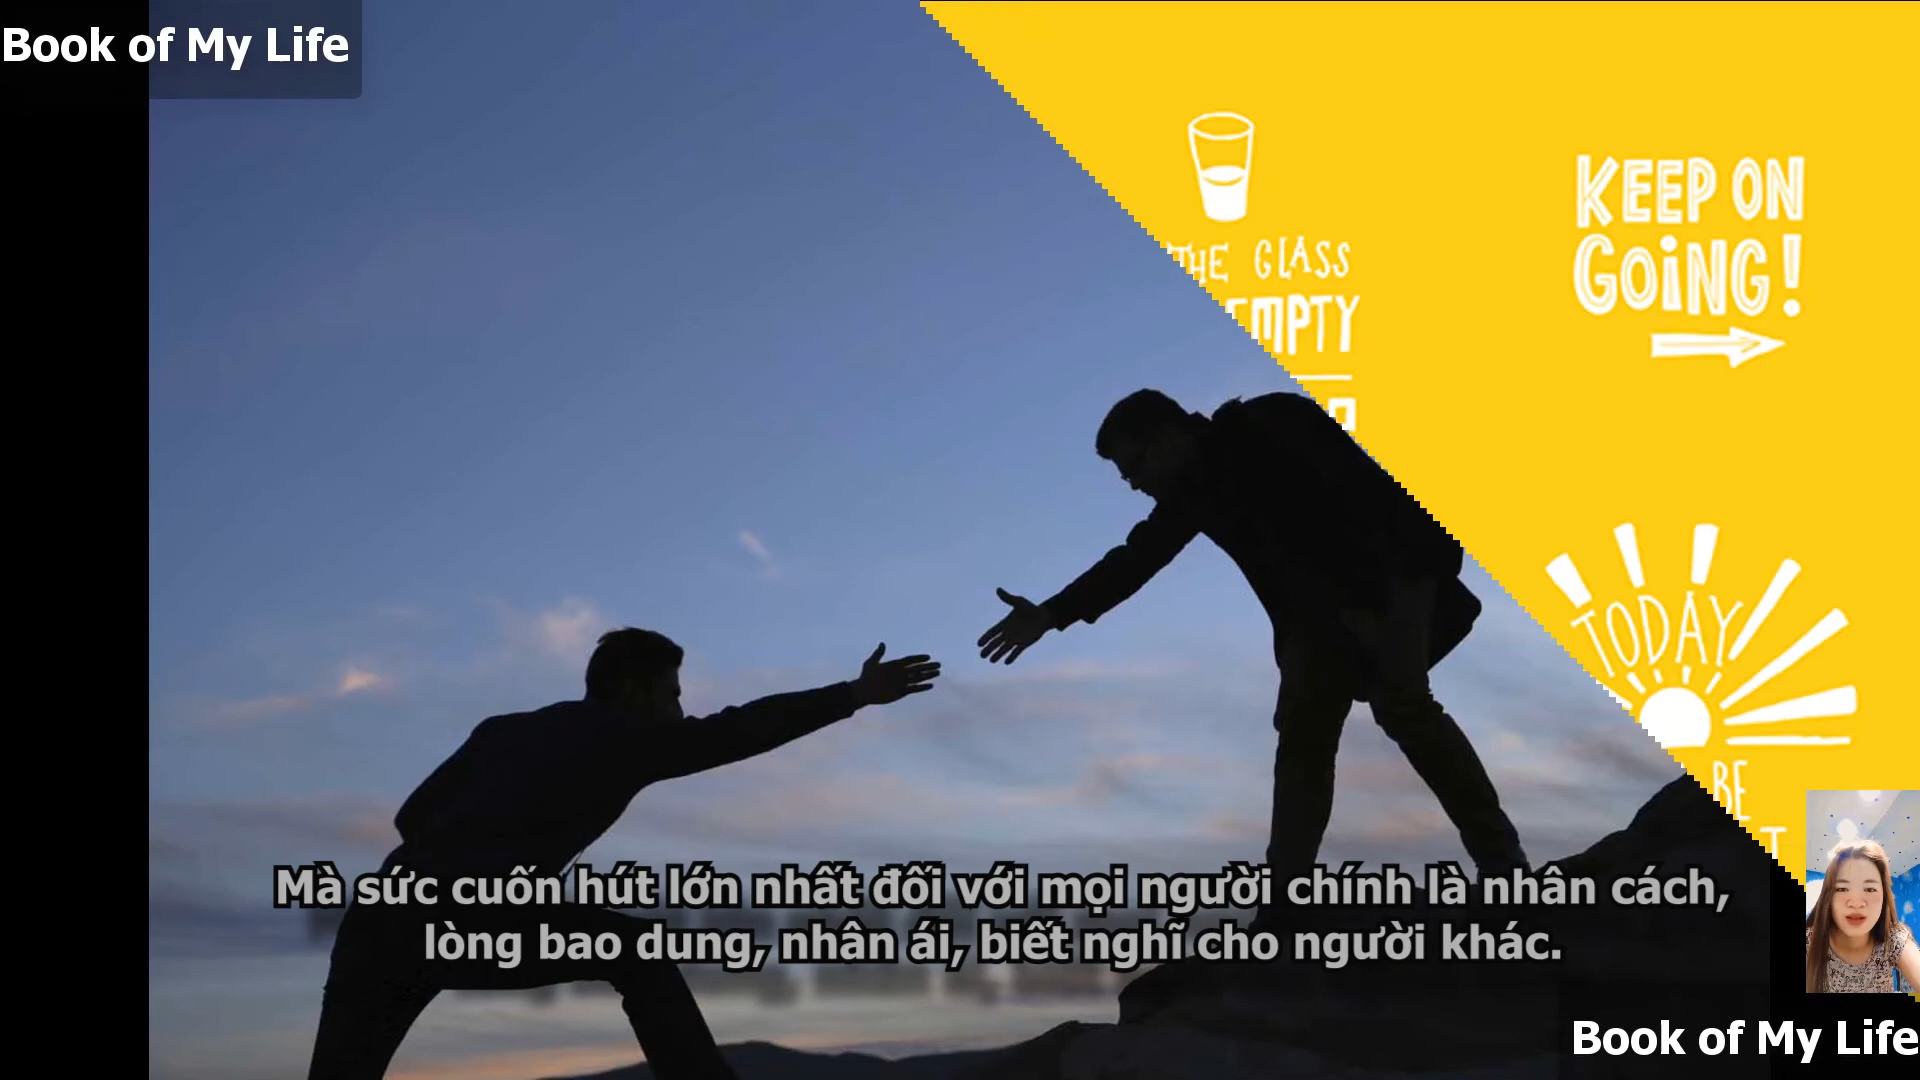 Book of My Life
THE GLASS
EMPTY
KEEP ON
GOING!
TODAY
BE
Mà sức cuốn hút lớn nhất đối với mọi người chính là nhân cách,
lòng bao dung, nhân ái, biết nghĩ cho người khác.
Book of My Life